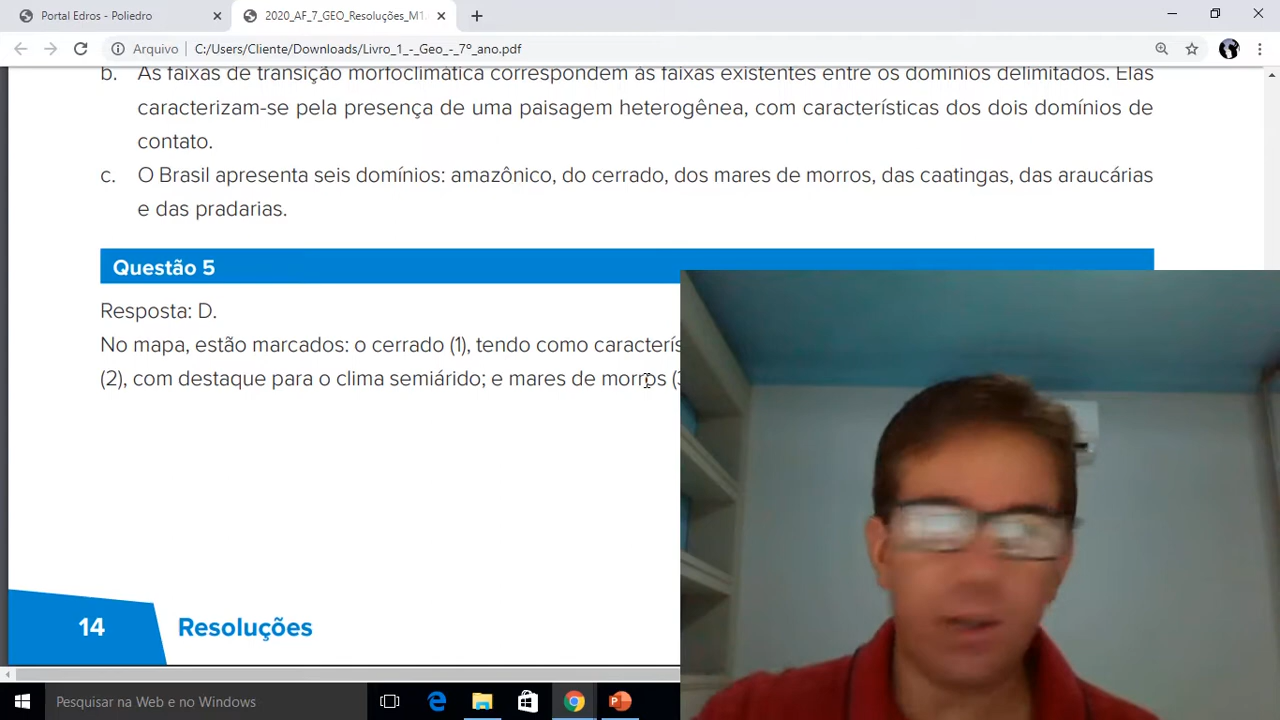 Portal Edros - Poliedro
2020_AF_7_GEO_Resoluções_M1
Arquivo
C:/Users/Cliente/Downloads/Livro_1_-_Geo_-_7º_ano.pdf
b. As faixas de transição morfoclimática correspondem às faixas existentes entre os domínios delimitados. Elas
caracterizam-se pela presença de uma paisagem heterogênea, com características dos dois domínios de
contato.
c. O Brasil apresenta seis domínios: amazônico, do cerrado, dos mares de morros, das caatingas, das araucárias
e das pradarias.
Questão 5
Resposta: D.
No mapa, estão marcados: o cerrado (1), tendo como caracterís
(2), com destaque para o clima semiárido; e mares de morros (3
14 Resoluções
Pesquisar na Web e no Windows